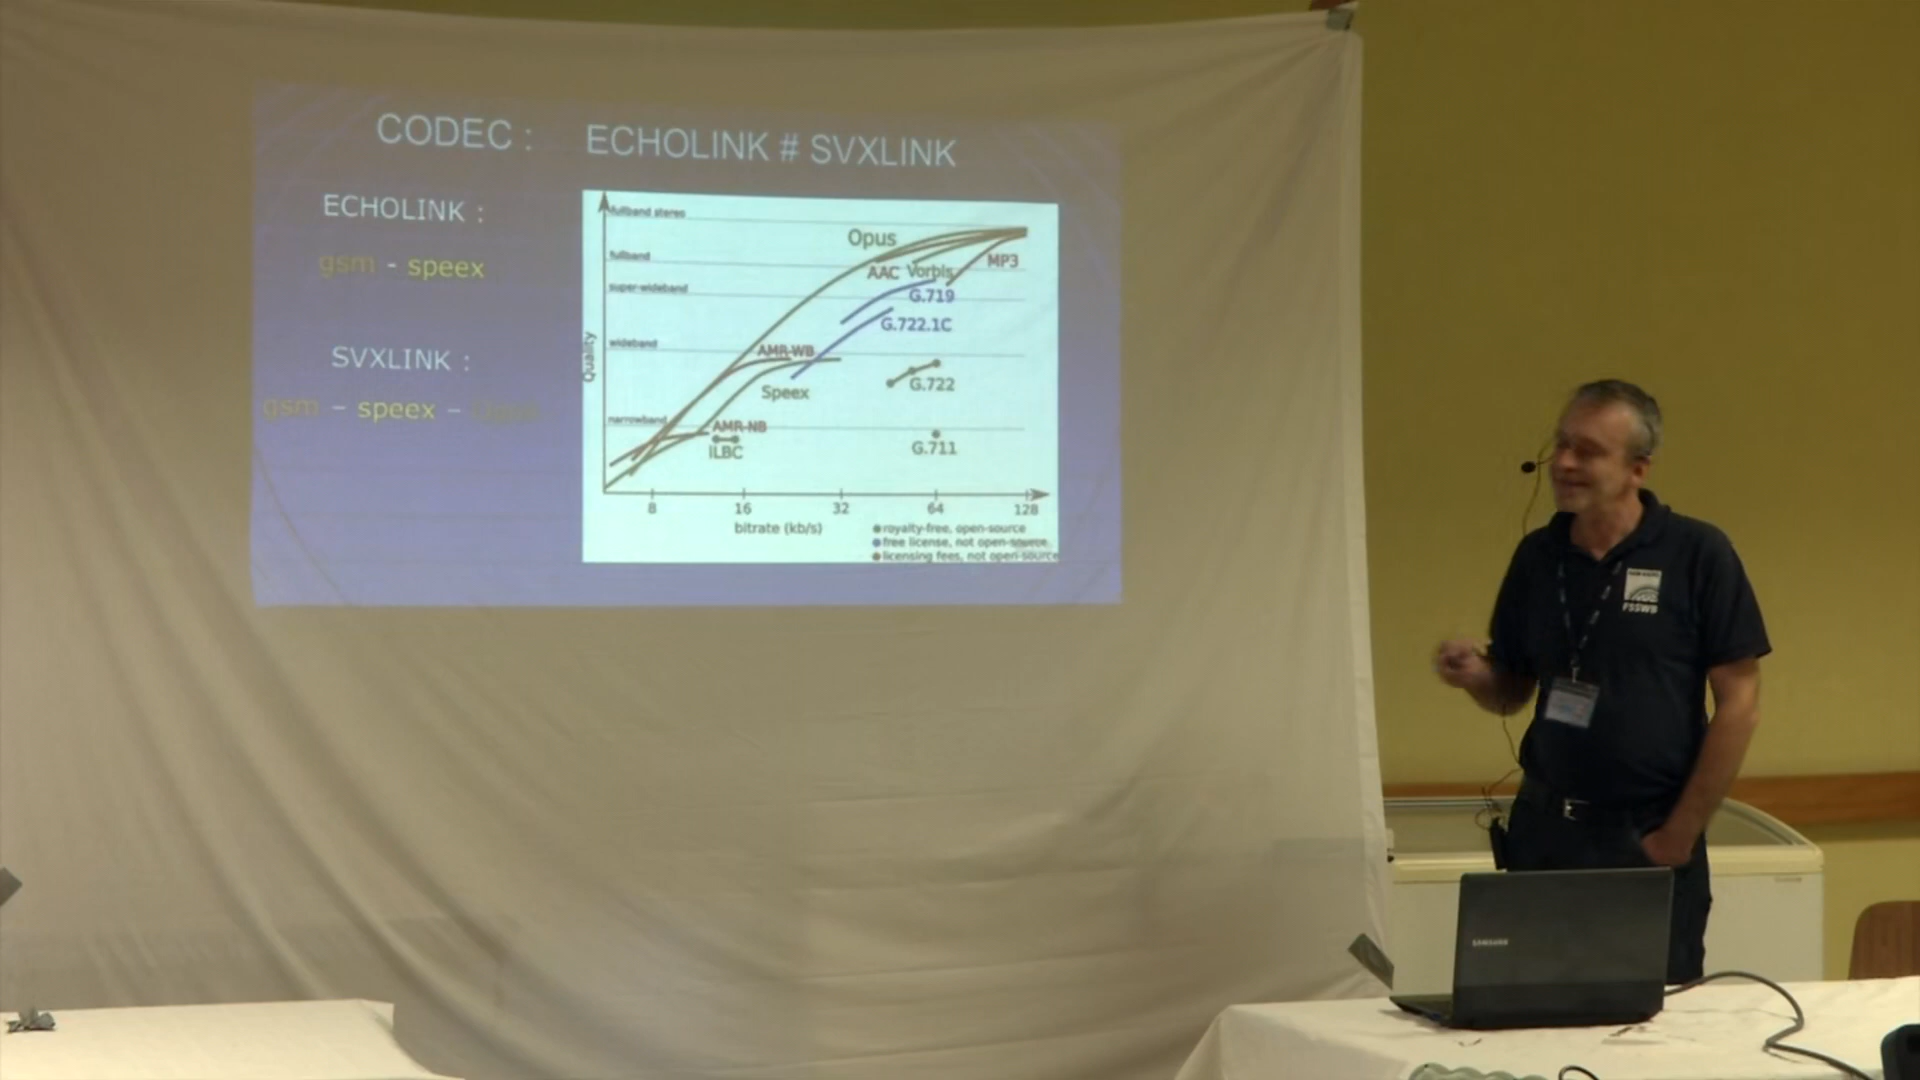 CODEC : ECHOLINK # SVXLINK
ECHOLINK :
gsm - speex
SVXLINK :
gsm - speex -
fullband stereo
fullband
super-wideband
wideband
narrowband
Quality
Opus
AAC
Vorbis
MP3
G.719
G.722.1C
AMR-WB
Speex
G.722
AMR-NB
iLBC
G.711
8 16 32 64 128
bitrate (kb/s)
royalty-free, open-source
free license, not open-source
licensing fees, not open-source
F5SWB
SAMSUNG